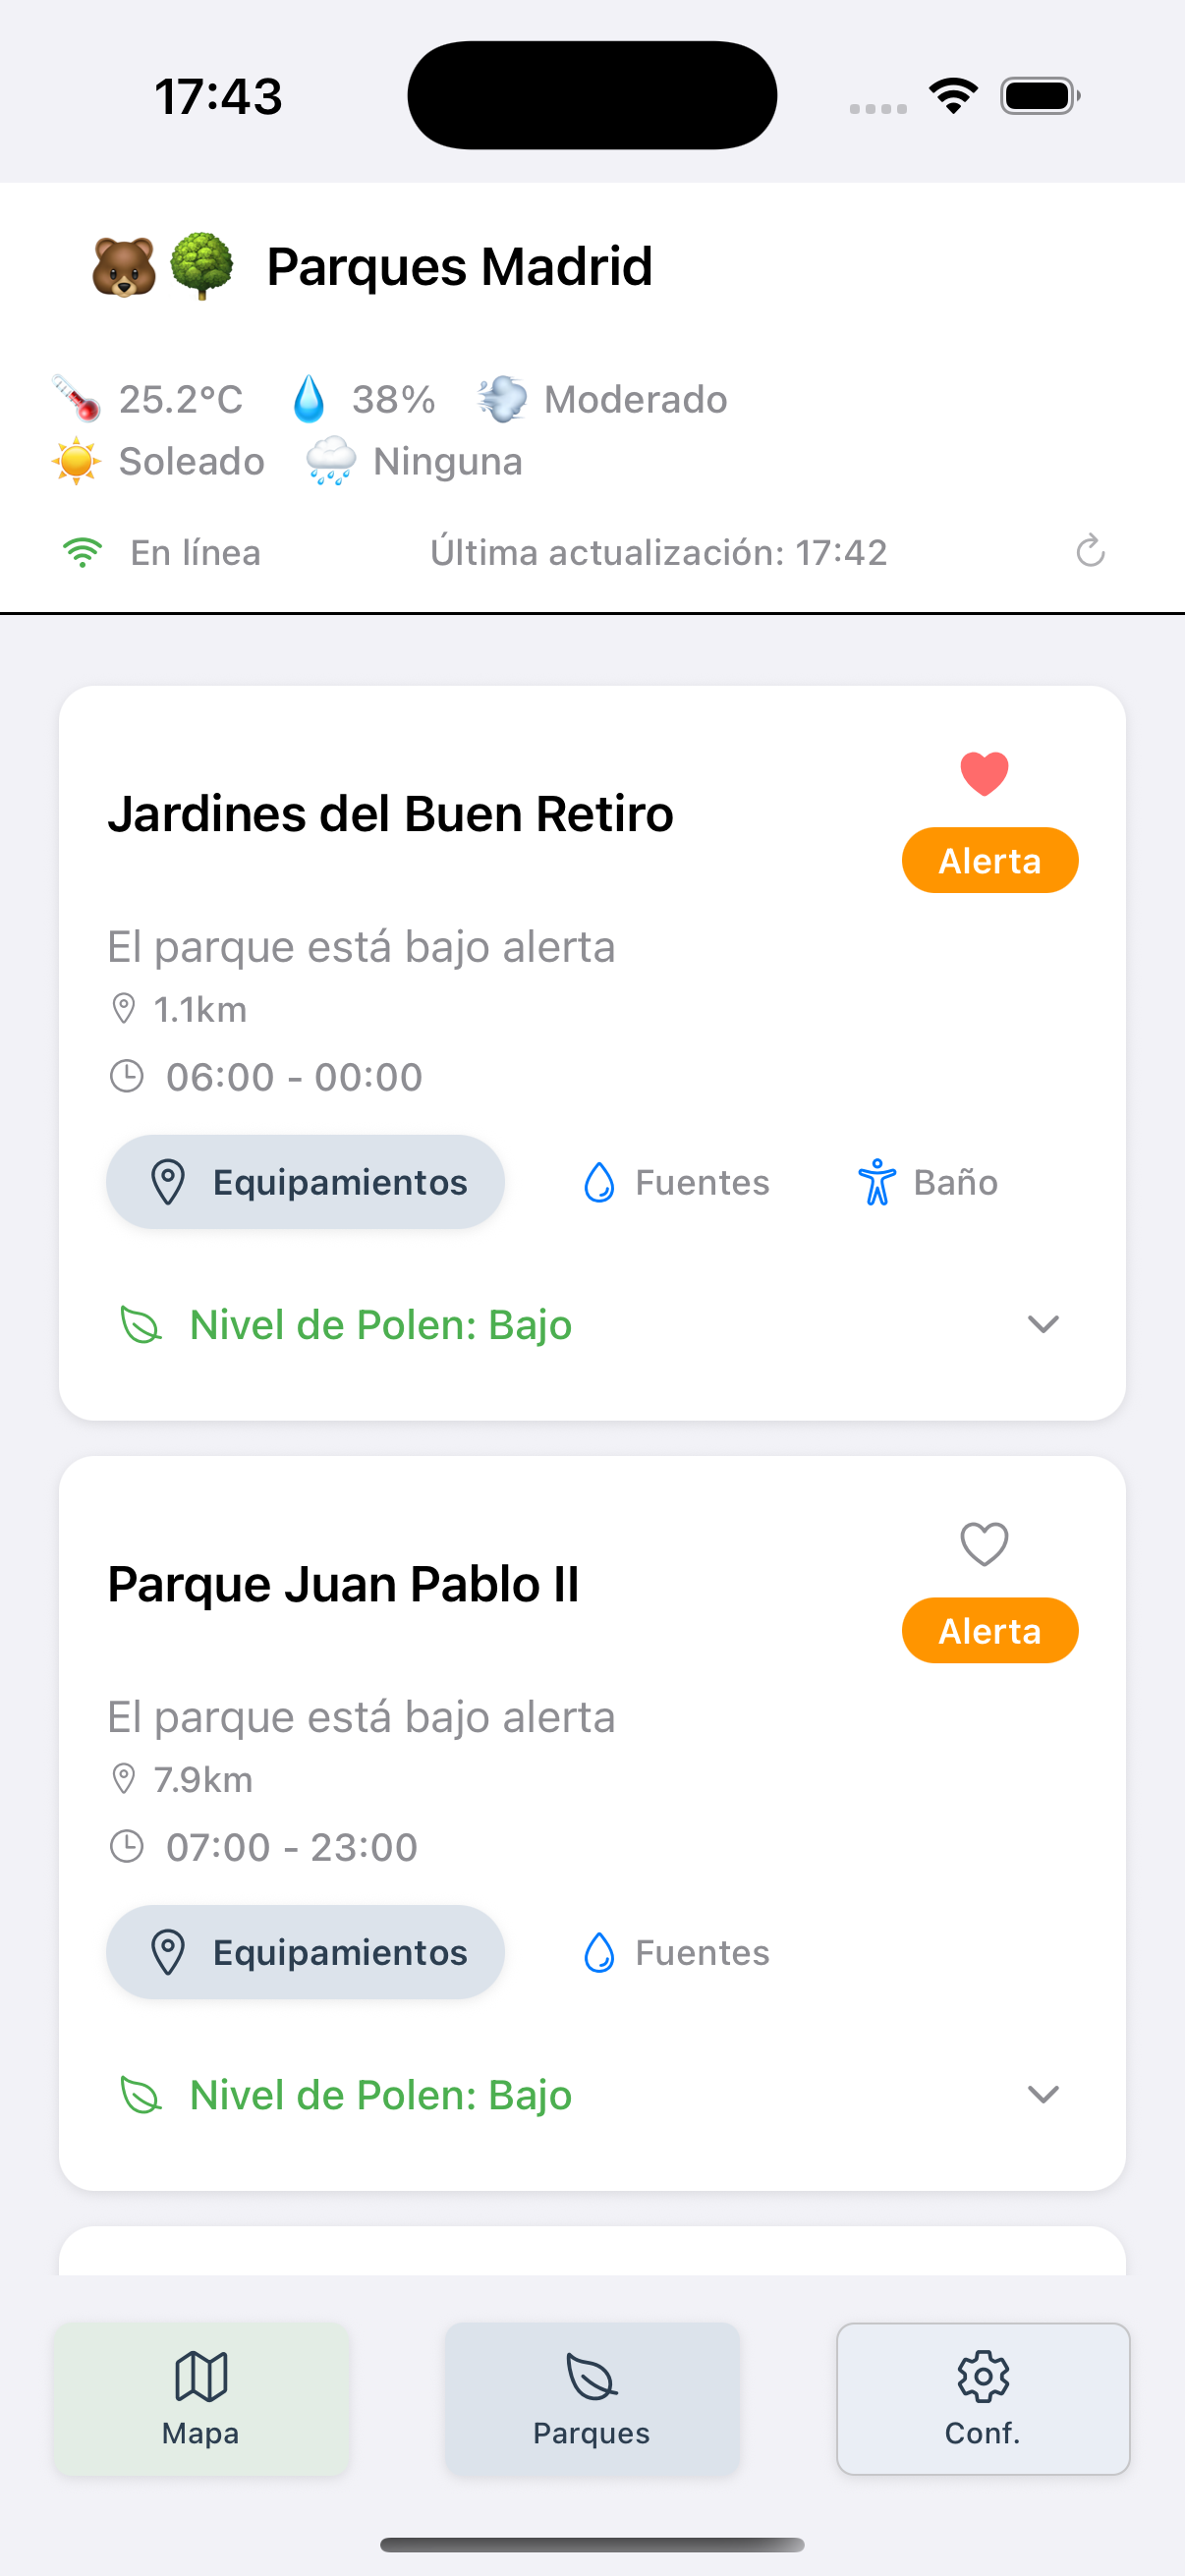 17:43
Parques Madrid
25.2°C 38% Moderado
Soleado Ninguna
En línea Última actualización: 17:42
Jardines del Buen Retiro
Alerta
El parque está bajo alerta
1.1km
06:00 - 00:00
Equipamientos Fuentes Baño
Nivel de Polen: Bajo
Parque Juan Pablo II
Alerta
El parque está bajo alerta
7.9km
07:00 - 23:00
Equipamientos Fuentes
Nivel de Polen: Bajo
Mapa Parques Conf.